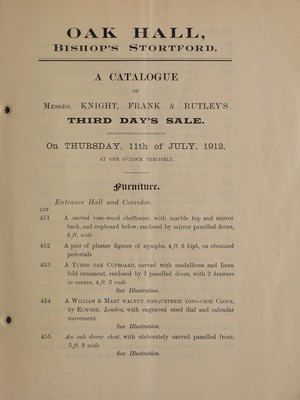 OAK HALL,
BISHOP'S STORTFORD.
A CATALOGUE
OF
MESSRS. KNIGHT, FRANK & RUTLEY'S
THIRD DAY'S SALE.
On THURSDAY, 11th of JULY, 1912,
AT ONE O'CLOCK PRECISELY.
Furniture.
Entrance Hall and Corridor.
LOT
451 A carved rose-wood cheffonier, with marble top and mirror
back, and cupboard below, enclosed by mirror panelled doors,
6 ft. wide
452 A pair of plaster figures of nymphs, 4 ft. 6 high, on ebonized
pedestals
453 A TUDOR OAK CUPBOARD, carved with medallions and linen
fold ornament, enclosed by 3 panelled doors, with 2 drawers
in centre, 4 ft. 3 wide
See Illustration.
454 A WILLIAM & MARY WALNUT MARQUETERIE LONG-CASE CLOCK,
by ELWOOD, London, with engraved steel dial and calendar
movement
See Illustration.
455 An oak dower chest, with elaborately carved panelled front,
5 ft. 9 wide
See Illustration.